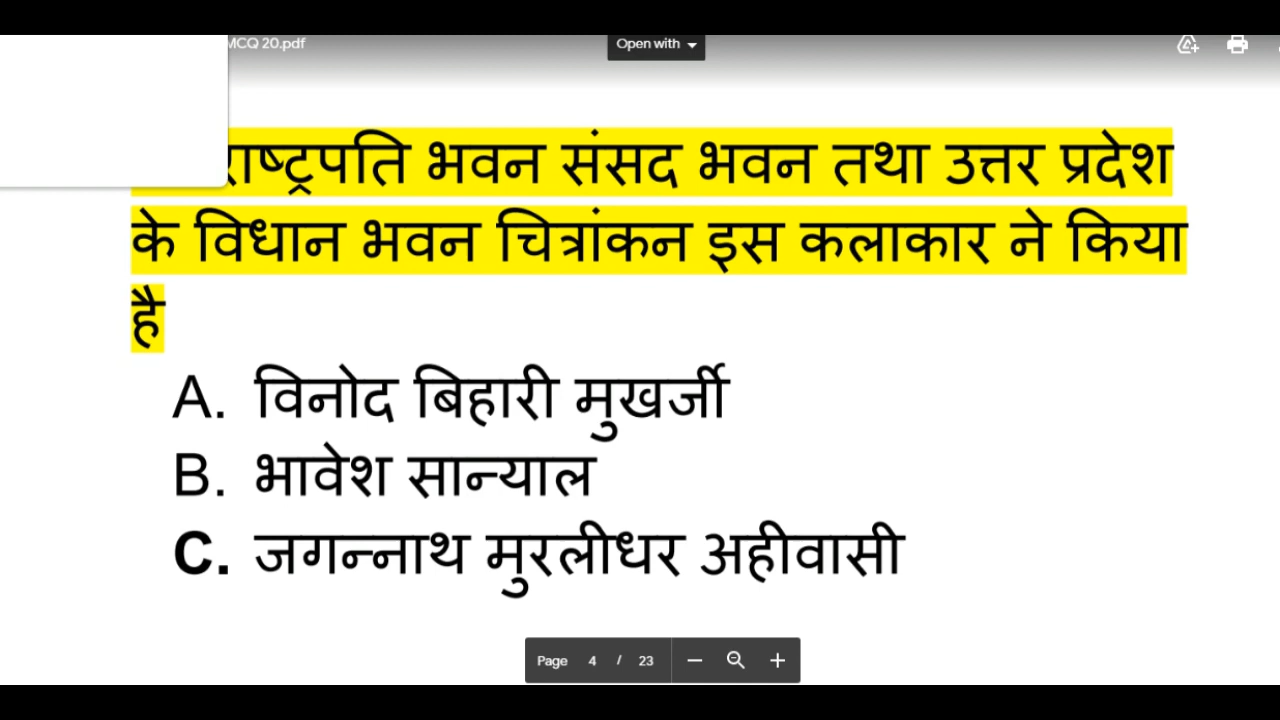 MCQ 20.pdf
Open with
राष्ट्रपति भवन संसद भवन तथा उत्तर प्रदेश
के विधान भवन चित्रांकन इस कलाकार ने किया
है
A. विनोद बिहारी मुखर्जी
B. भावेश सान्याल
C. जगन्नाथ मुरलीधर अहीवासी
Page 4 / 23